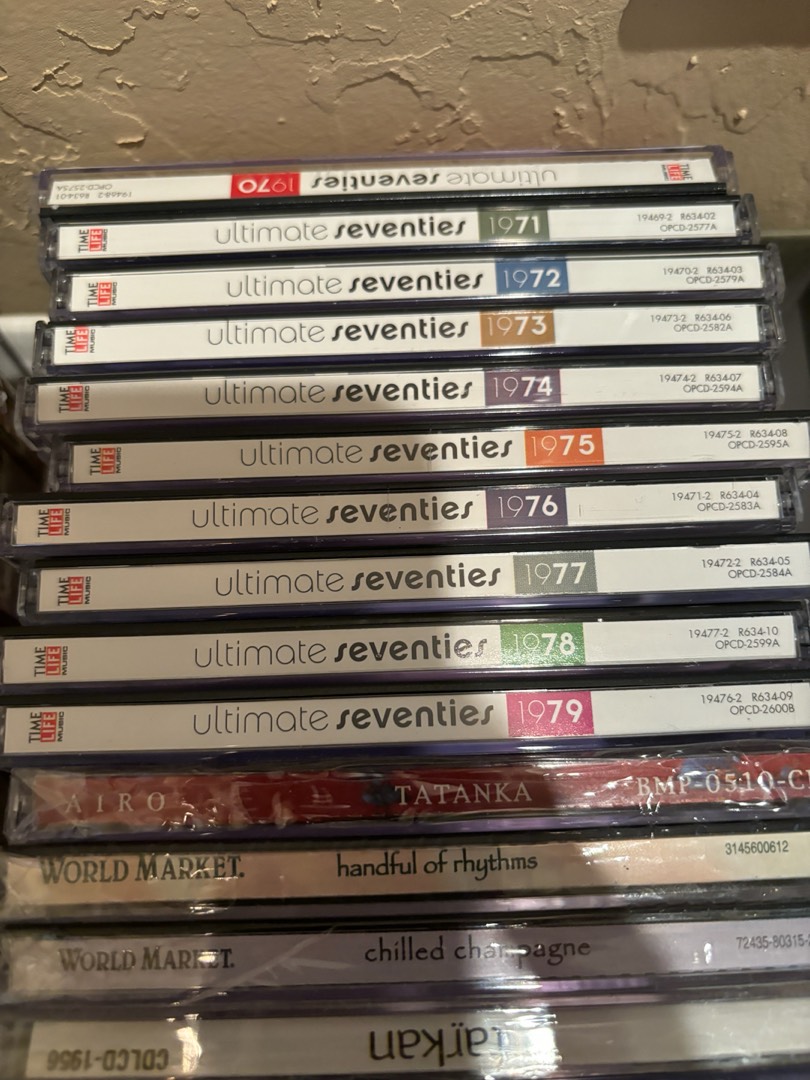 19468-2 R634-01
OPCD-2575A
1970 ultimate seventies
TIME LIFE MUSIC
TIME LIFE MUSIC
ultimate seventies 1971
19469-2 R634-02
OPCD-2577A
TIME LIFE MUSIC
ultimate seventies 1972
19470-2 R634-03
OPCD-2579A
TIME LIFE MUSIC
ultimate seventies 1973
19473-2 R634-06
OPCD-2582A
TIME LIFE MUSIC
ultimate seventies 1974
19474-2 R634-07
OPCD-2594A
TIME LIFE MUSIC
ultimate seventies 1975
19475-2 R634-08
OPCD-2595A
TIME LIFE MUSIC
ultimate seventies 1976
19471-2 R634-04
OPCD-2583A
TIME LIFE MUSIC
ultimate seventies 1977
19472-2 R634-05
OPCD-2584A
TIME LIFE MUSIC
ultimate seventies 1978
19477-2 R634-10
OPCD-2599A
TIME LIFE MUSIC
ultimate seventies 1979
19476-2 R634-09
OPCD-2600B
AIRO TATANKA BMP-0510-C
WORLD MARKET. handful of rhythms 3145600612
WORLD MARKET. chilled champagne 72435-80315-
tarkan CDLCD-1956